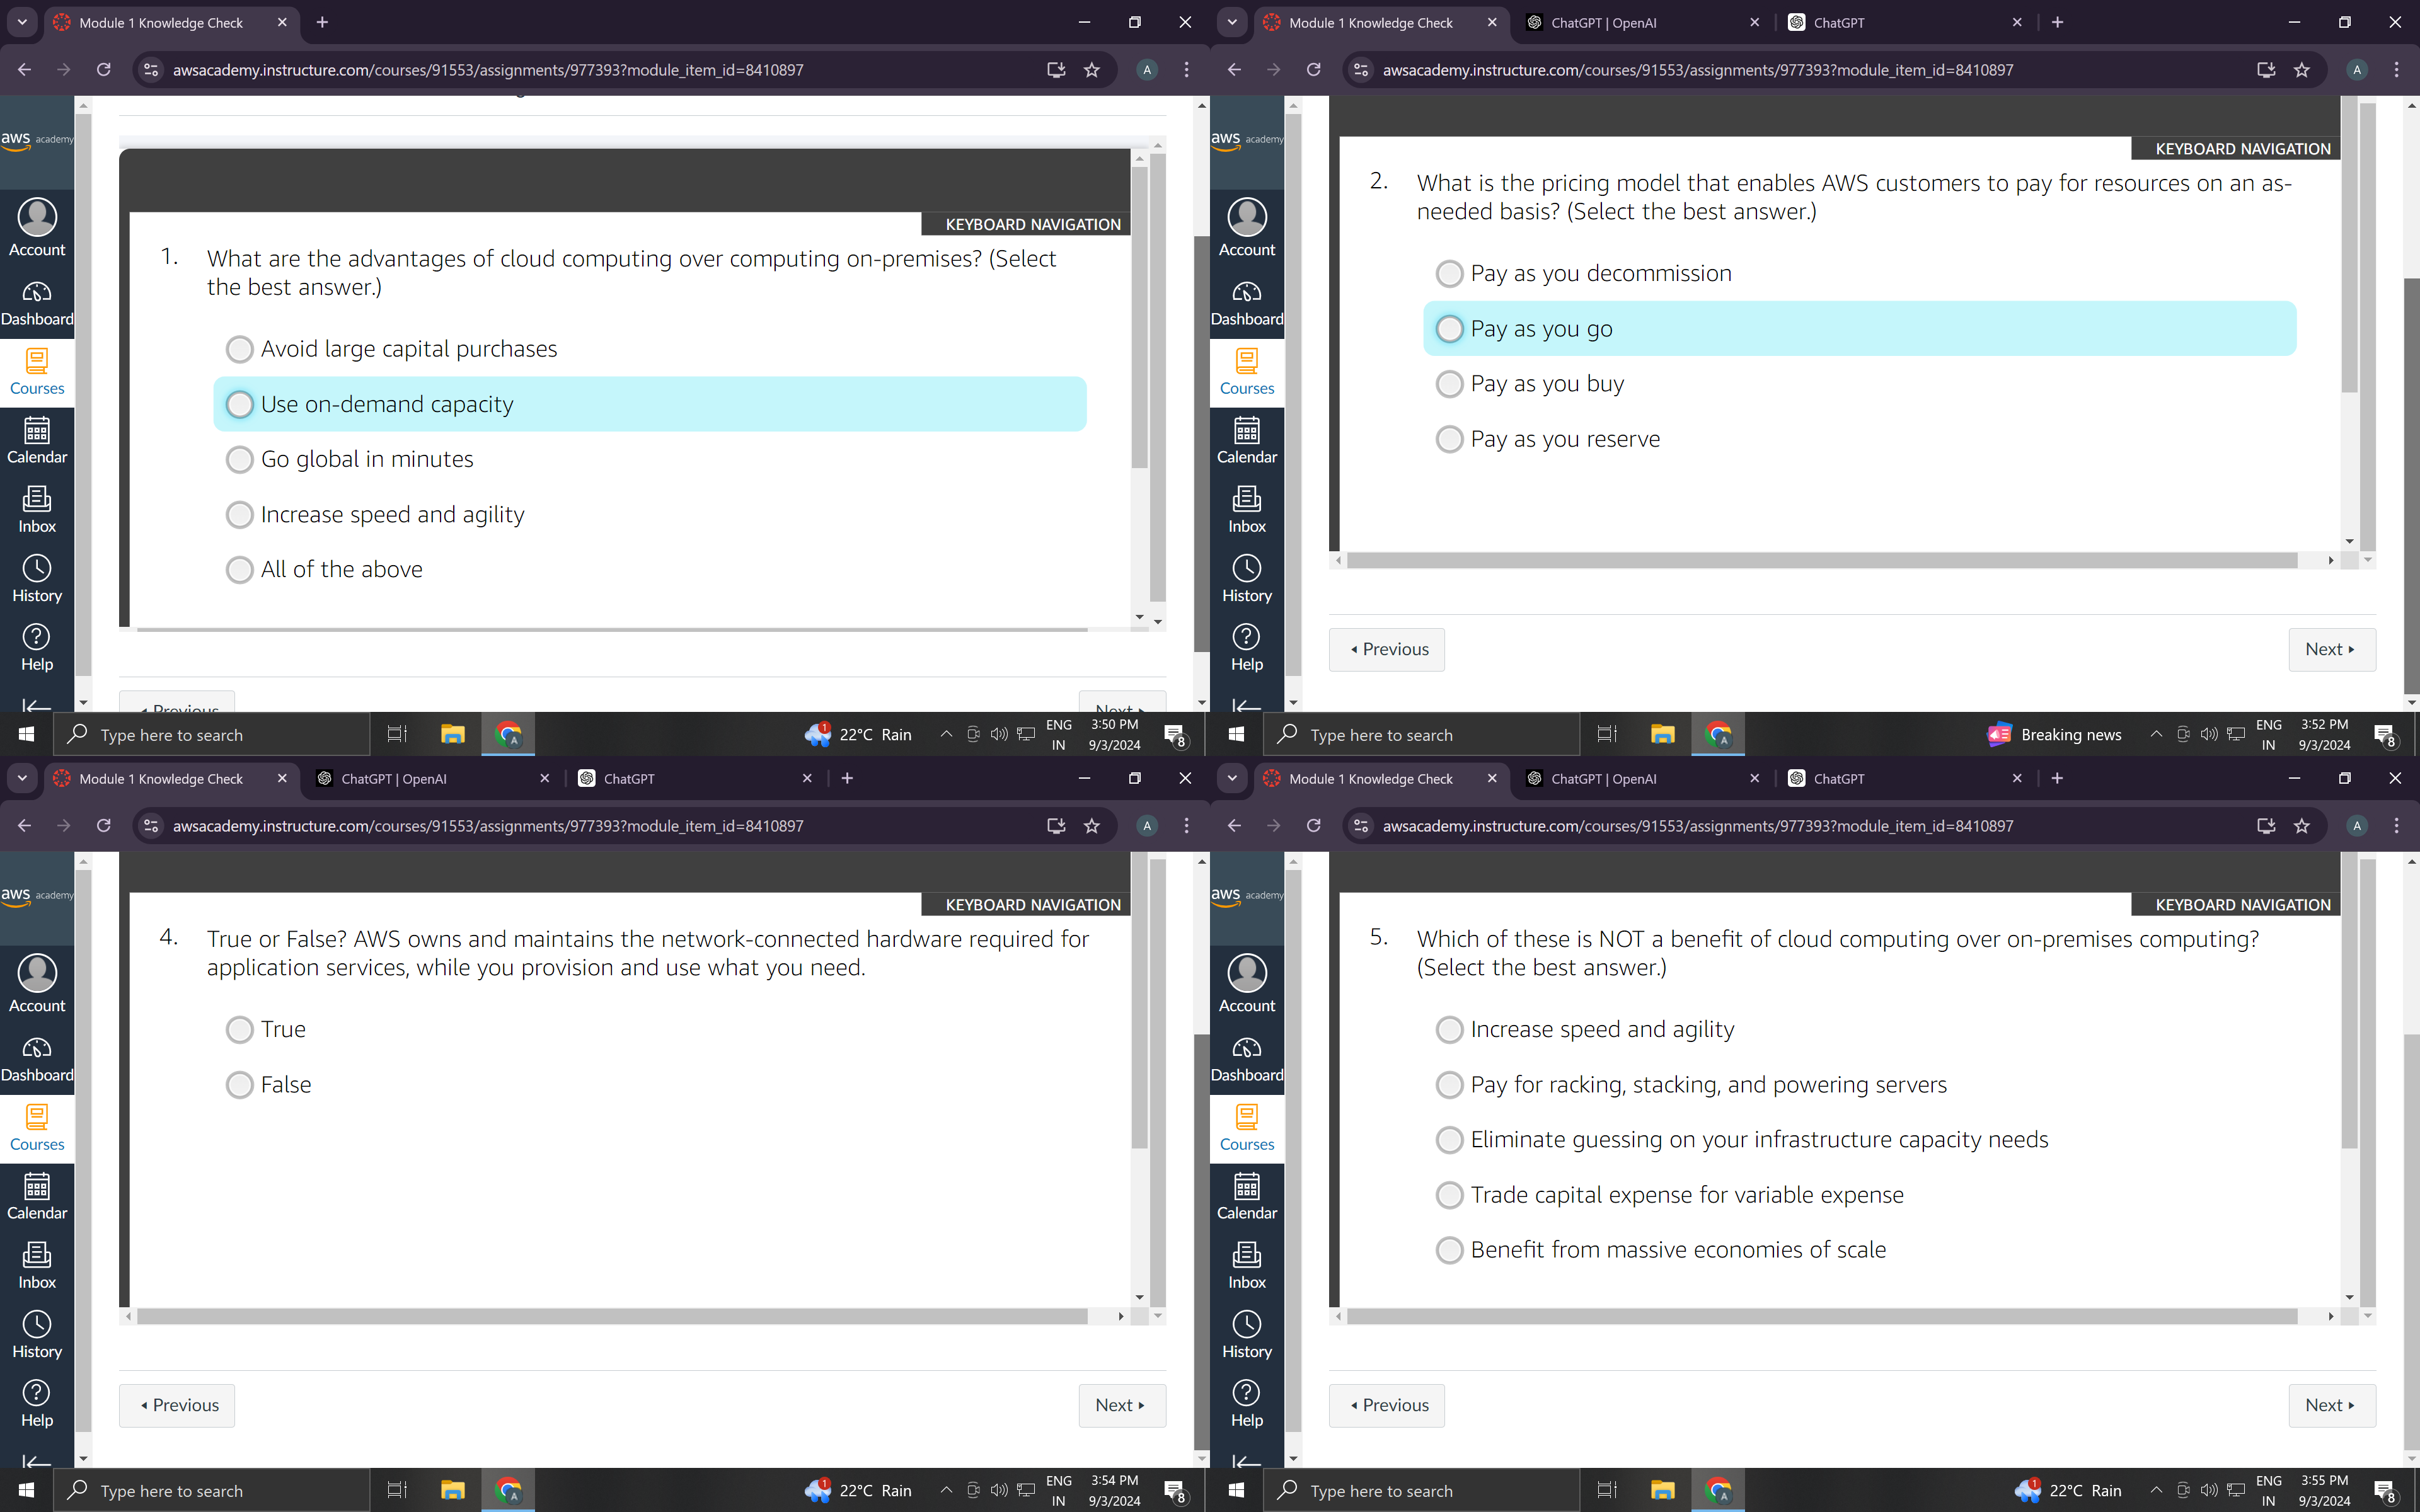 Module 1 Knowledge Check
awsacademy.instructure.com/courses/91553/assignments/977393?module_item_id=8410897
A
aws academy
Account
Dashboard
Courses
Calendar
Inbox
History
Help
KEYBOARD NAVIGATION
1. What are the advantages of cloud computing over computing on-premises? (Select
the best answer.)
Avoid large capital purchases
Use on-demand capacity
Go global in minutes
Increase speed and agility
All of the above
Previous
Next
Type here to search
1
22°C Rain
ENG
IN
3:50 PM
9/3/2024
8
Module 1 Knowledge Check
ChatGPT | OpenAI
ChatGPT
awsacademy.instructure.com/courses/91553/assignments/977393?module_item_id=8410897
A
aws academy
Account
Dashboard
Courses
Calendar
Inbox
History
Help
KEYBOARD NAVIGATION
2. What is the pricing model that enables AWS customers to pay for resources on an as-
needed basis? (Select the best answer.)
Pay as you decommission
Pay as you go
Pay as you buy
Pay as you reserve
Previous
Next
Type here to search
Breaking news
ENG
IN
3:52 PM
9/3/2024
8
Module 1 Knowledge Check
ChatGPT | OpenAI
ChatGPT
awsacademy.instructure.com/courses/91553/assignments/977393?module_item_id=8410897
A
aws academy
Account
Dashboard
Courses
Calendar
Inbox
History
Help
KEYBOARD NAVIGATION
4. True or False? AWS owns and maintains the network-connected hardware required for
application services, while you provision and use what you need.
True
False
Previous
Next
Type here to search
1
22°C Rain
ENG
IN
3:54 PM
9/3/2024
8
Module 1 Knowledge Check
ChatGPT | OpenAI
ChatGPT
awsacademy.instructure.com/courses/91553/assignments/977393?module_item_id=8410897
A
aws academy
Account
Dashboard
Courses
Calendar
Inbox
History
Help
KEYBOARD NAVIGATION
5. Which of these is NOT a benefit of cloud computing over on-premises computing?
(Select the best answer.)
Increase speed and agility
Pay for racking, stacking, and powering servers
Eliminate guessing on your infrastructure capacity needs
Trade capital expense for variable expense
Benefit from massive economies of scale
Previous
Next
Type here to search
1
22°C Rain
ENG
IN
3:55 PM
9/3/2024
8